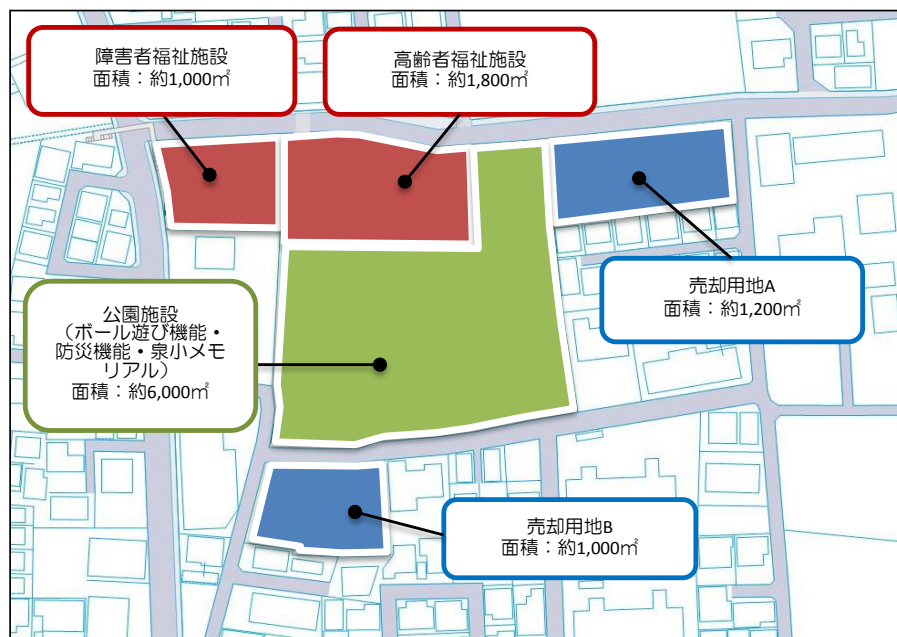 障害者福祉施設
面積：約1,000㎡
高齢者福祉施設
面積：約1,800㎡
売却用地A
面積：約1,200㎡
公園施設
（ボール遊び機能・
防災機能・泉小メモ
リアル）
面積：約6,000㎡
売却用地B
面積：約1,000㎡